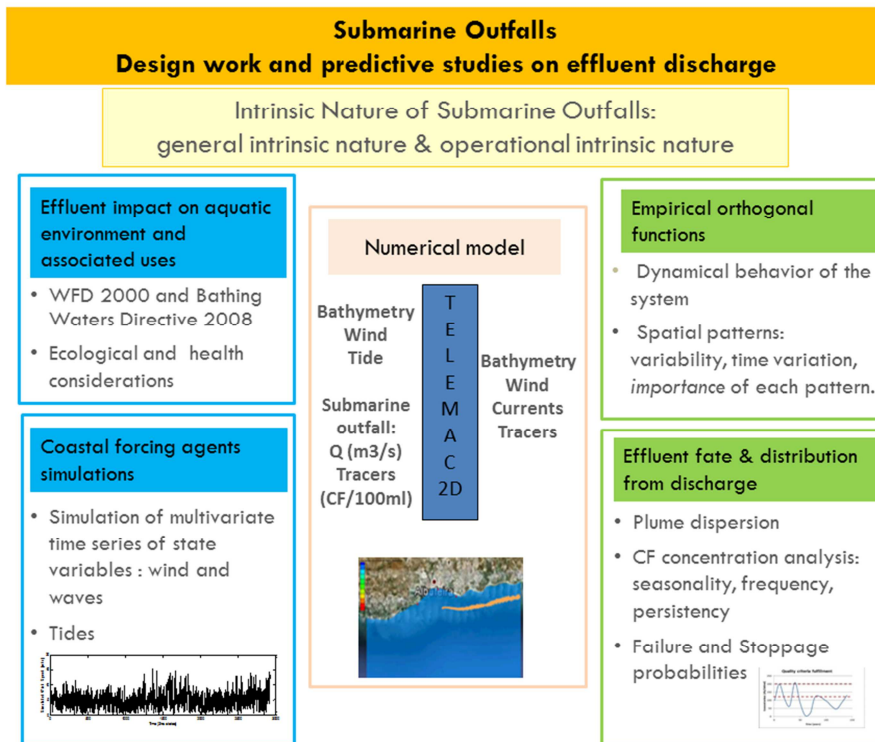 Submarine Outfalls
Design work and predictive studies on effluent discharge
Intrinsic Nature of Submarine Outfalls:
general intrinsic nature & operational intrinsic nature
Effluent impact on aquatic
environment and
associated uses
• WFD 2000 and Bathing
Waters Directive 2008
• Ecological and health
considerations
Coastal forcing agents
simulations
• Simulation of multivariate
time series of state
variables : wind and
waves
• Tides
Numerical model
Bathymetry
Wind
Tide
Submarine
outfall:
Q (m3/s)
Tracers
(CF/100ml)
T
E
L
E
M
A
C
2D
Bathymetry
Wind
Currents
Tracers
Empirical orthogonal
functions
• Dynamical behavior of the
system
• Spatial patterns:
variability, time variation,
importance of each pattern.
Effluent fate & distribution
from discharge
• Plume dispersion
• CF concentration analysis:
seasonality, frequency,
persistency
• Failure and Stoppage
probabilities
Quality criteria fulfillment